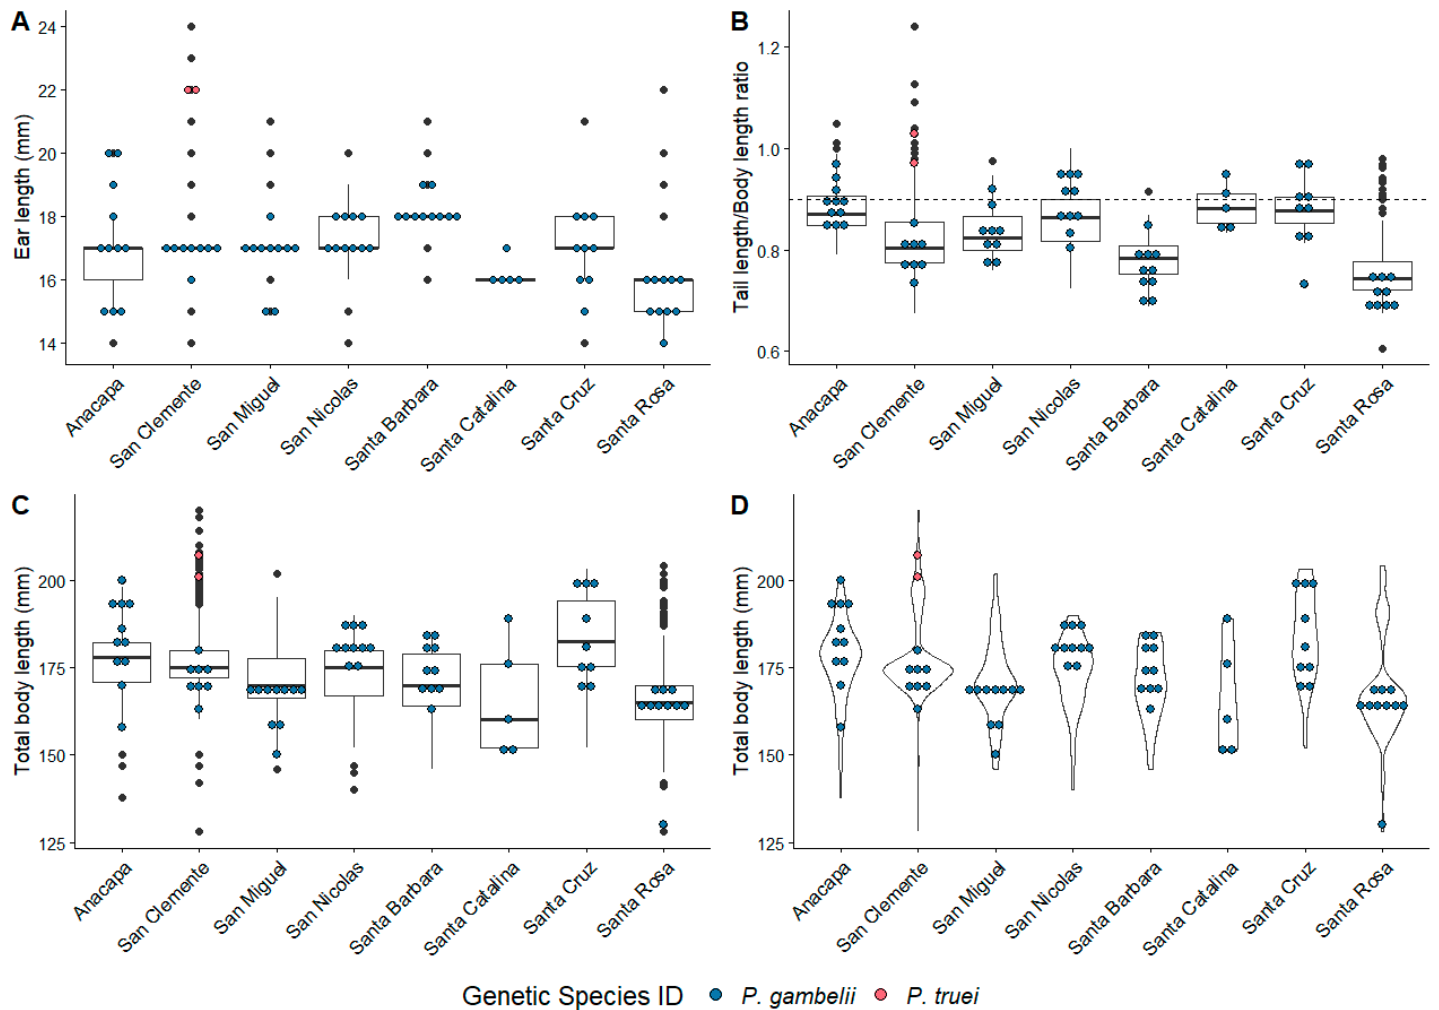 A
Ear length (mm)
24
22
20
18
16
14
Anacapa
San Clemente
San Miguel
San Nicolas
Santa Barbara
Santa Catalina
Santa Cruz
Santa Rosa
B
Tail length/Body length ratio
1.2
1.0
0.8
0.6
Anacapa
San Clemente
San Miguel
San Nicolas
Santa Barbara
Santa Catalina
Santa Cruz
Santa Rosa
C
Total body length (mm)
200
175
150
125
Anacapa
San Clemente
San Miguel
San Nicolas
Santa Barbara
Santa Catalina
Santa Cruz
Santa Rosa
D
Total body length (mm)
200
175
150
125
Anacapa
San Clemente
San Miguel
San Nicolas
Santa Barbara
Santa Catalina
Santa Cruz
Santa Rosa
Genetic Species ID P. gambelii P. truei